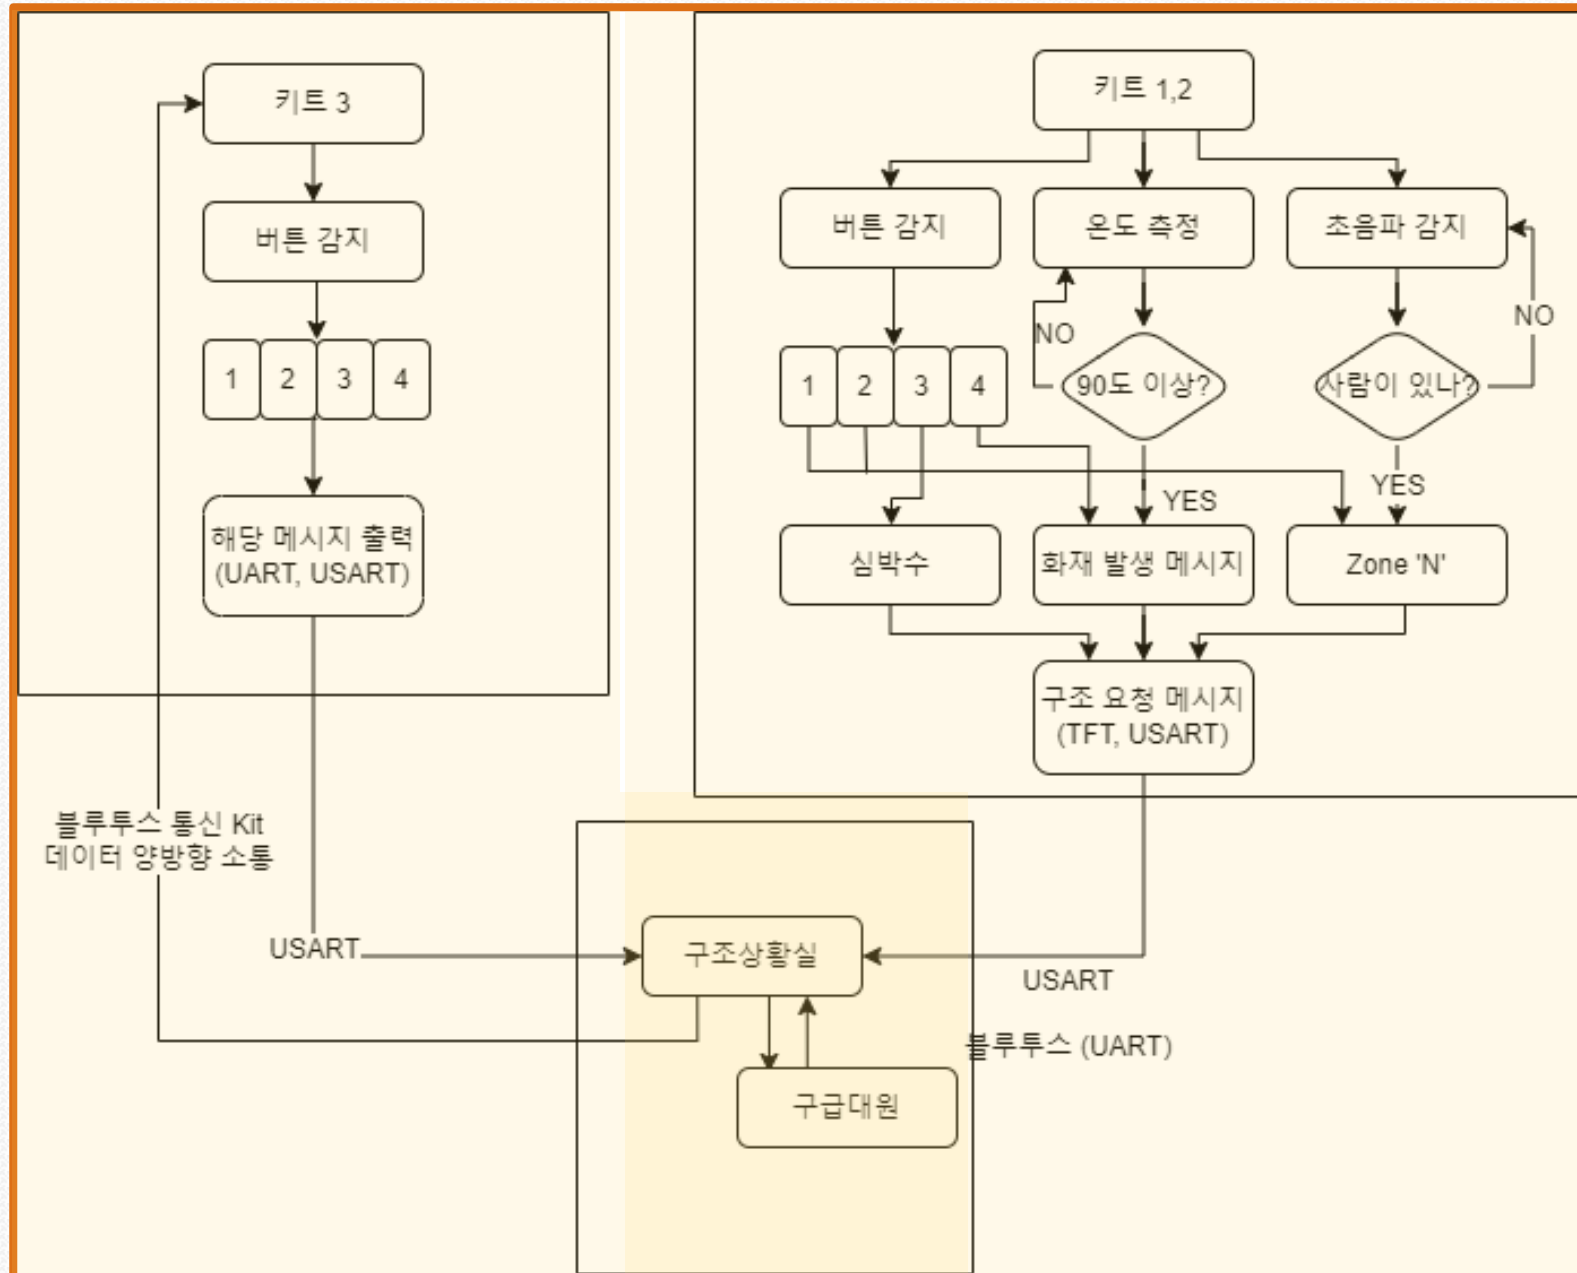 키트 3
버튼 감지
1 2 3 4
해당 메시지 출력
(UART, USART)
블루투스 통신 Kit
데이터 양방향 소통
USART
키트 1,2
버튼 감지
온도 측정
초음파 감지
NO
NO
1 2 3 4
90도 이상?
사람이 있나?
YES
YES
심박수
화재 발생 메시지
Zone 'N'
구조 요청 메시지
(TFT, USART)
USART
구조상황실
블루투스 (UART)
구급대원